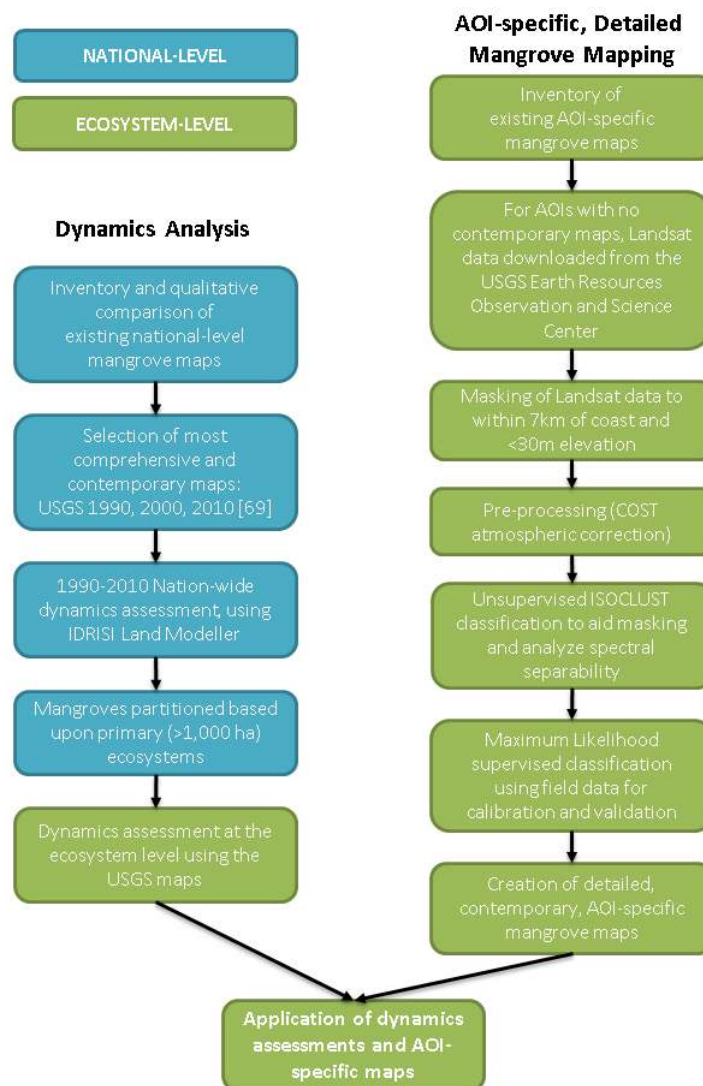 NATIONAL-LEVEL
ECOSYSTEM-LEVEL
Dynamics Analysis
Inventory and qualitative
comparison of
existing national-level
mangrove maps
Selection of most
comprehensive and
contemporary maps:
USGS 1990, 2000, 2010 [69]
1990-2010 Nation-wide
dynamics assessment, using
IDRISI Land Modeller
Mangroves partitioned based
upon primary (>1,000 ha)
ecosystems
Dynamics assessment at the
ecosystem level using the
USGS maps
AOI-specific, Detailed
Mangrove Mapping
Inventory of
existing AOI-specific
mangrove maps
For AOIs with no
contemporary maps, Landsat
data downloaded from the
USGS Earth Resources
Observation and Science
Center
Masking of Landsat data to
within 7km of coast and
<30m elevation
Pre-processing (COST
atmospheric correction)
Unsupervised ISOCLUST
classification to aid masking
and analyze spectral
separability
Maximum Likelihood
supervised classification
using field data for
calibration and validation
Creation of detailed,
contemporary, AOI-specific
mangrove maps
Application of dynamics
assessments and AOI-
specific maps